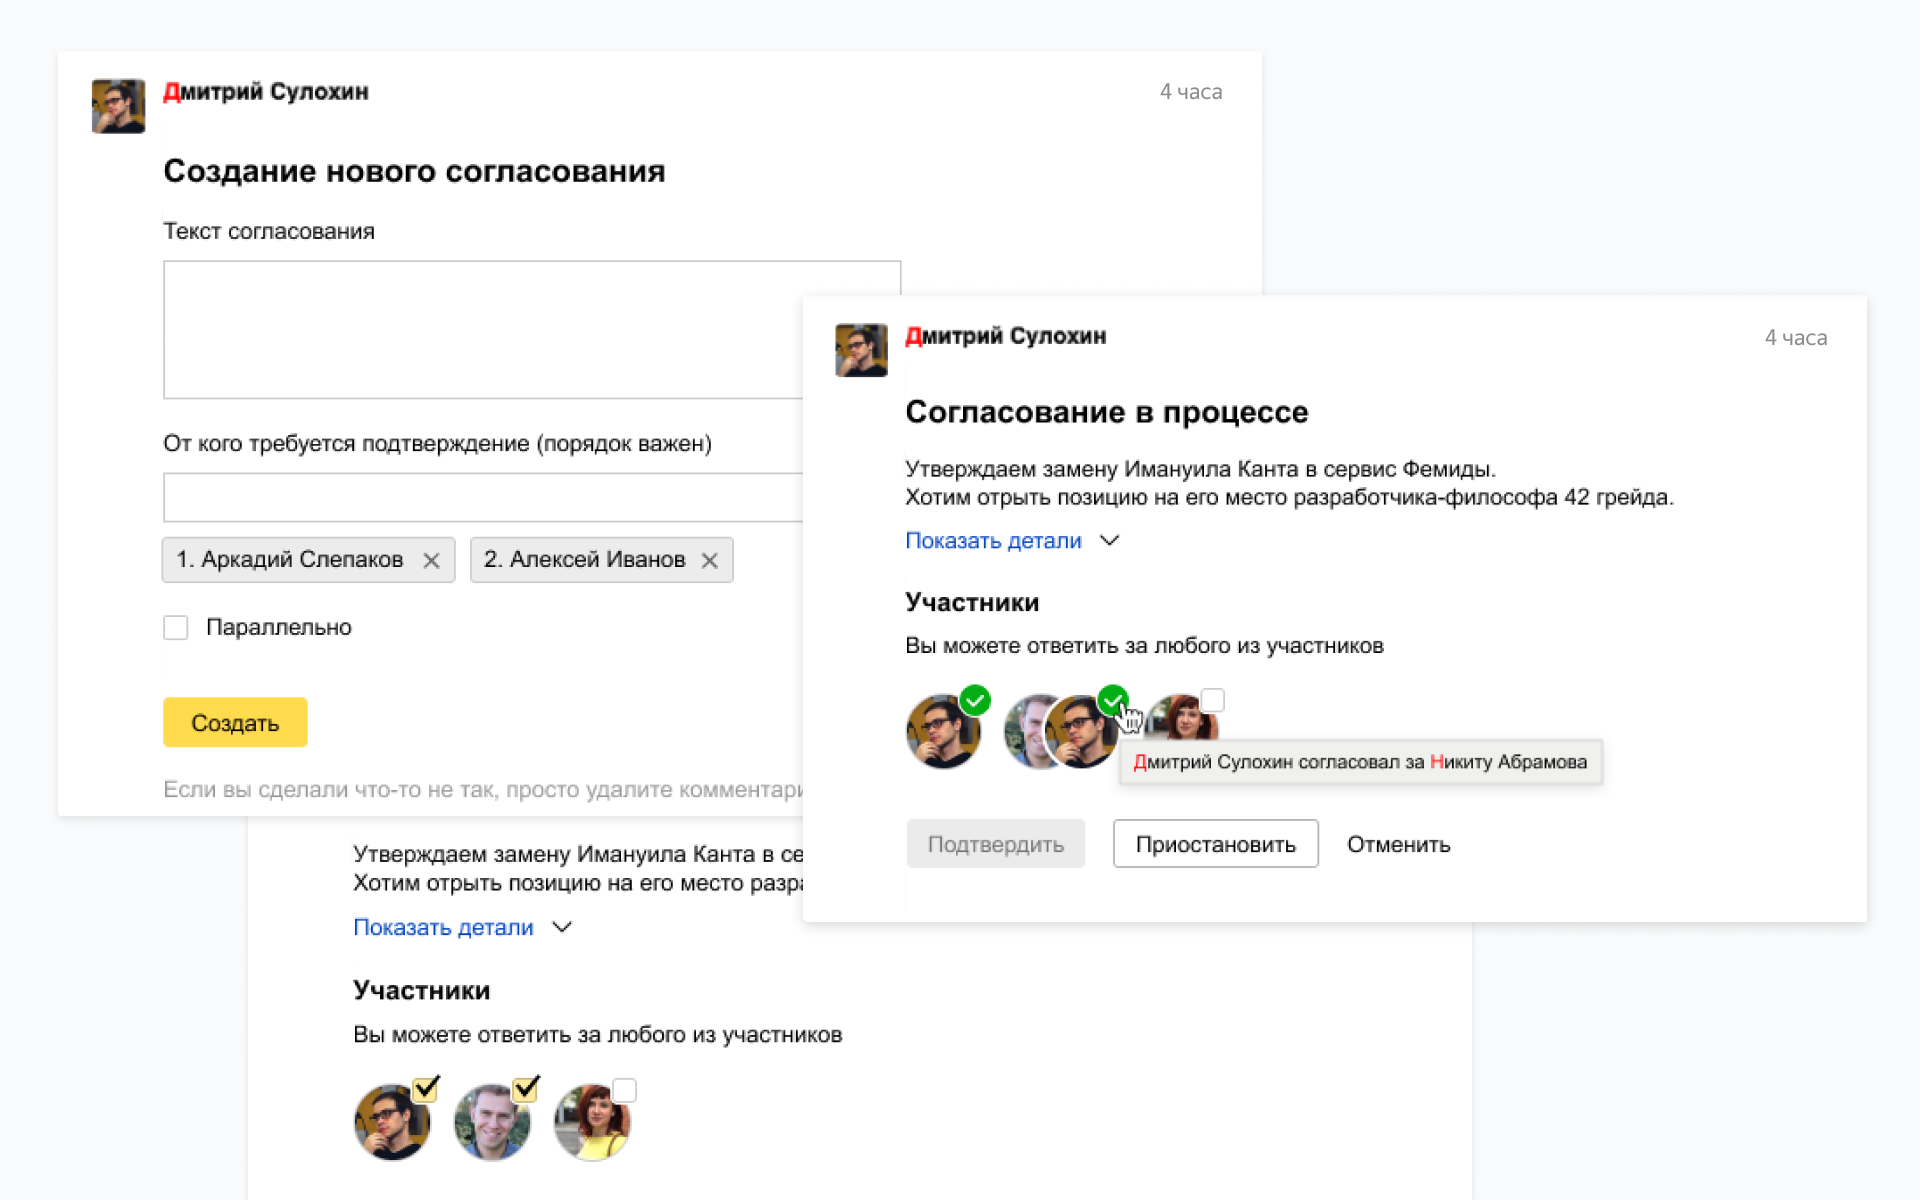 Дмитрий Сулохин
4 часа
Создание нового согласования
Текст согласования
От кого требуется подтверждение (порядок важен)
1. Аркадий Слепаков
2. Алексей Иванов
Параллельно
Создать
Если вы сделали что-то не так, просто удалите комментари
Дмитрий Сулохин
4 часа
Согласование в процессе
Утверждаем замену Имануила Канта в сервис Фемиды.
Хотим отрыть позицию на его место разработчика-философа 42 грейда.
Показать детали
Участники
Вы можете ответить за любого из участников
Дмитрий Сулохин согласовал за Никиту Абрамова
Подтвердить
Приостановить
Отменить
Утверждаем замену Имануила Канта в се
Хотим отрыть позицию на его место разра
Показать детали
Участники
Вы можете ответить за любого из участников